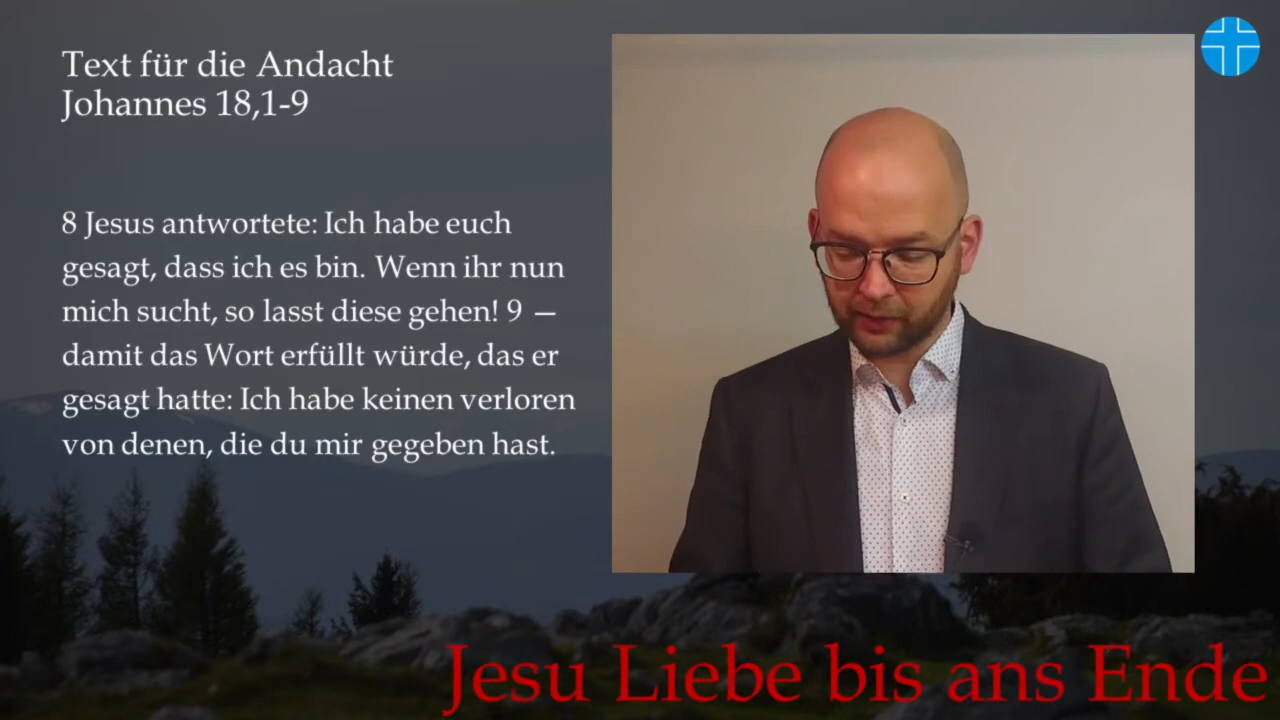 Text für die Andacht
Johannes 18,1-9
8 Jesus antwortete: Ich habe euch
gesagt, dass ich es bin. Wenn ihr nun
mich sucht, so lasst diese gehen! 9 —
damit das Wort erfüllt würde, das er
gesagt hatte: Ich habe keinen verloren
von denen, die du mir gegeben hast.
Jesu Liebe bis ans Ende